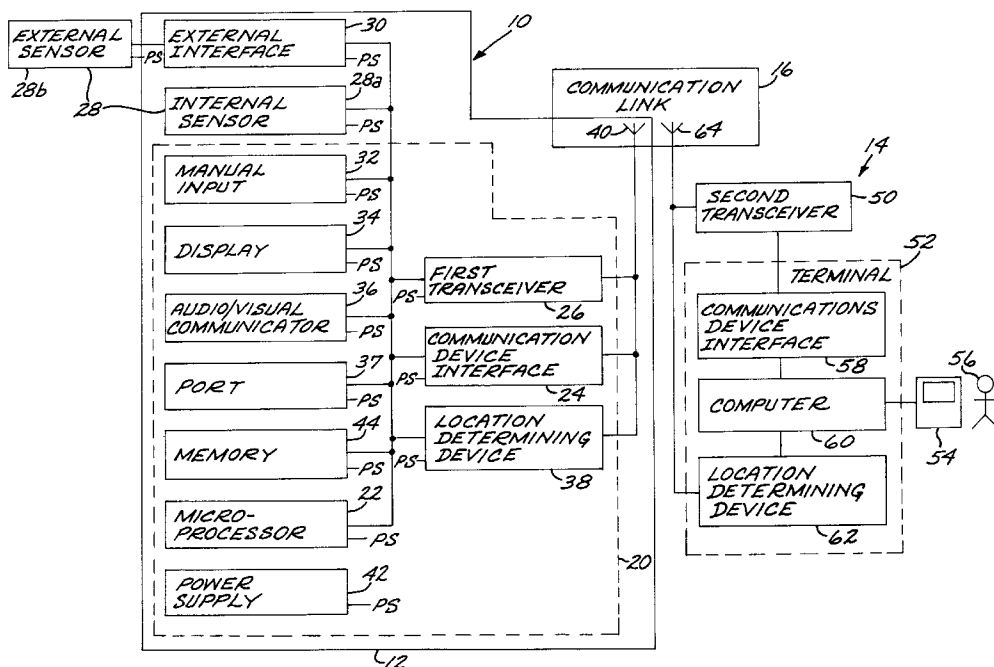 EXTERNAL
SENSOR
PS
28b
28
EXTERNAL
INTERFACE
30
PS
INTERNAL
SENSOR
28a
PS
MANUAL
INPUT
32
PS
DISPLAY
34
PS
AUDIO/VISUAL
COMMUNICATOR
36
PS
PORT
37
PS
MEMORY
44
PS
MICRO-
PROCESSOR
22
PS
POWER
SUPPLY
42
PS
12
20
10
FIRST
TRANSCEIVER
PS
26
COMMUNICATION
DEVICE
INTERFACE
PS
24
LOCATION
DETERMINING
DEVICE
PS
38
COMMUNICATION
LINK
16
40
64
14
SECOND
TRANSCEIVER
50
52
TERMINAL
COMMUNICATIONS
DEVICE
INTERFACE
58
COMPUTER
60
LOCATION
DETERMINING
DEVICE
62
54
56